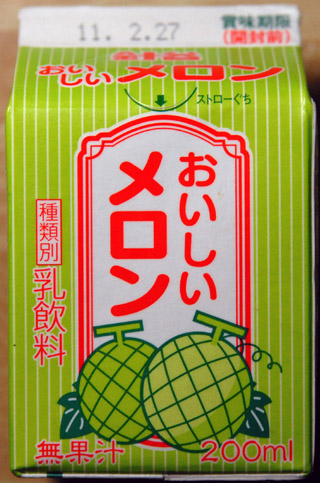 11. 2.27
賞味期限
(開封前)
おいしいメロン
ストローぐち
おいしい
メロン
種類別
乳飲料
無果汁
200ml